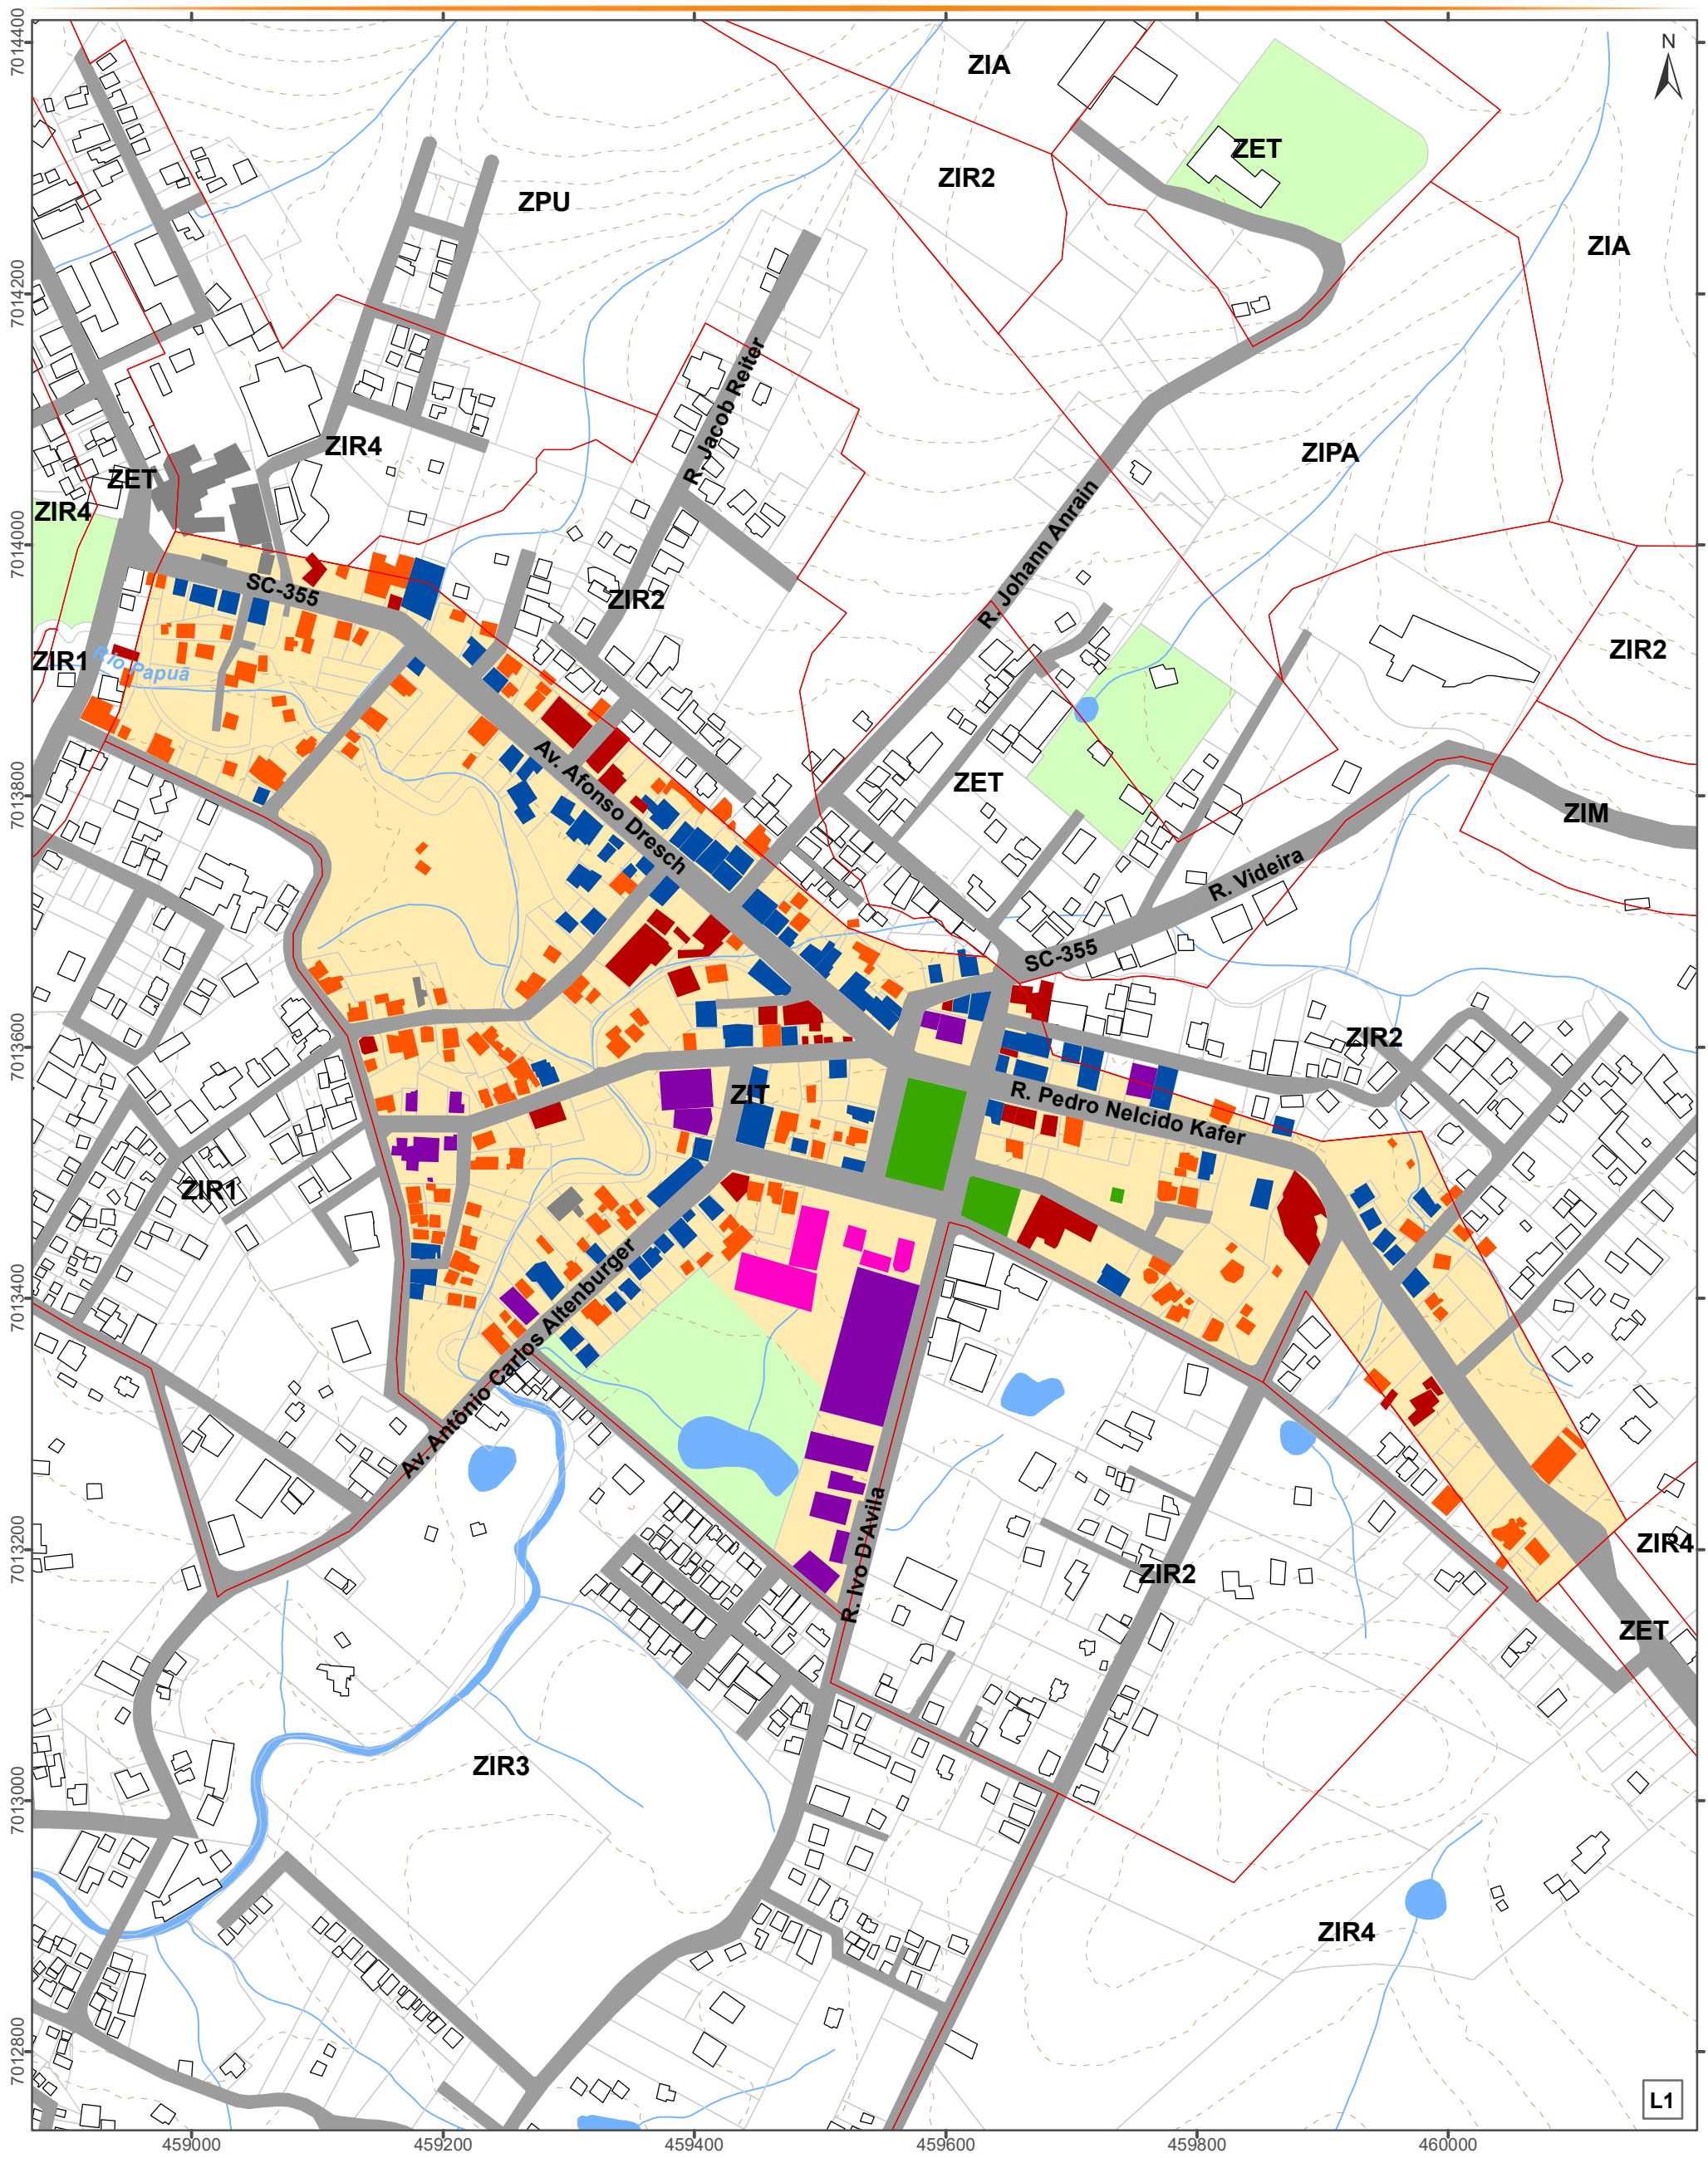 N
7014400
7014200
7014000
7013800
7013600
7013400
7013200
7013000
7012800
ZIA
ZET
ZIR2
ZPU
ZIA
R. Jacob Reiter
ZIR4
ZIPA
ZET
ZIR4
R. Johann Anrain
SC-355
ZIR2
ZIR2
ZIR1
Rio Papuã
ZET
ZIM
Av. Afonso Dresch
R. Videira
SC-355
ZIR2
ZIT
R. Pedro Nelcido Kafer
ZIR1
Av. Antônio Carlos Altenburger
R. Ivo D'Avila
ZIR4
ZIR2
ZET
ZIR3
ZIR4
L1
459000
459200
459400
459600
459800
460000